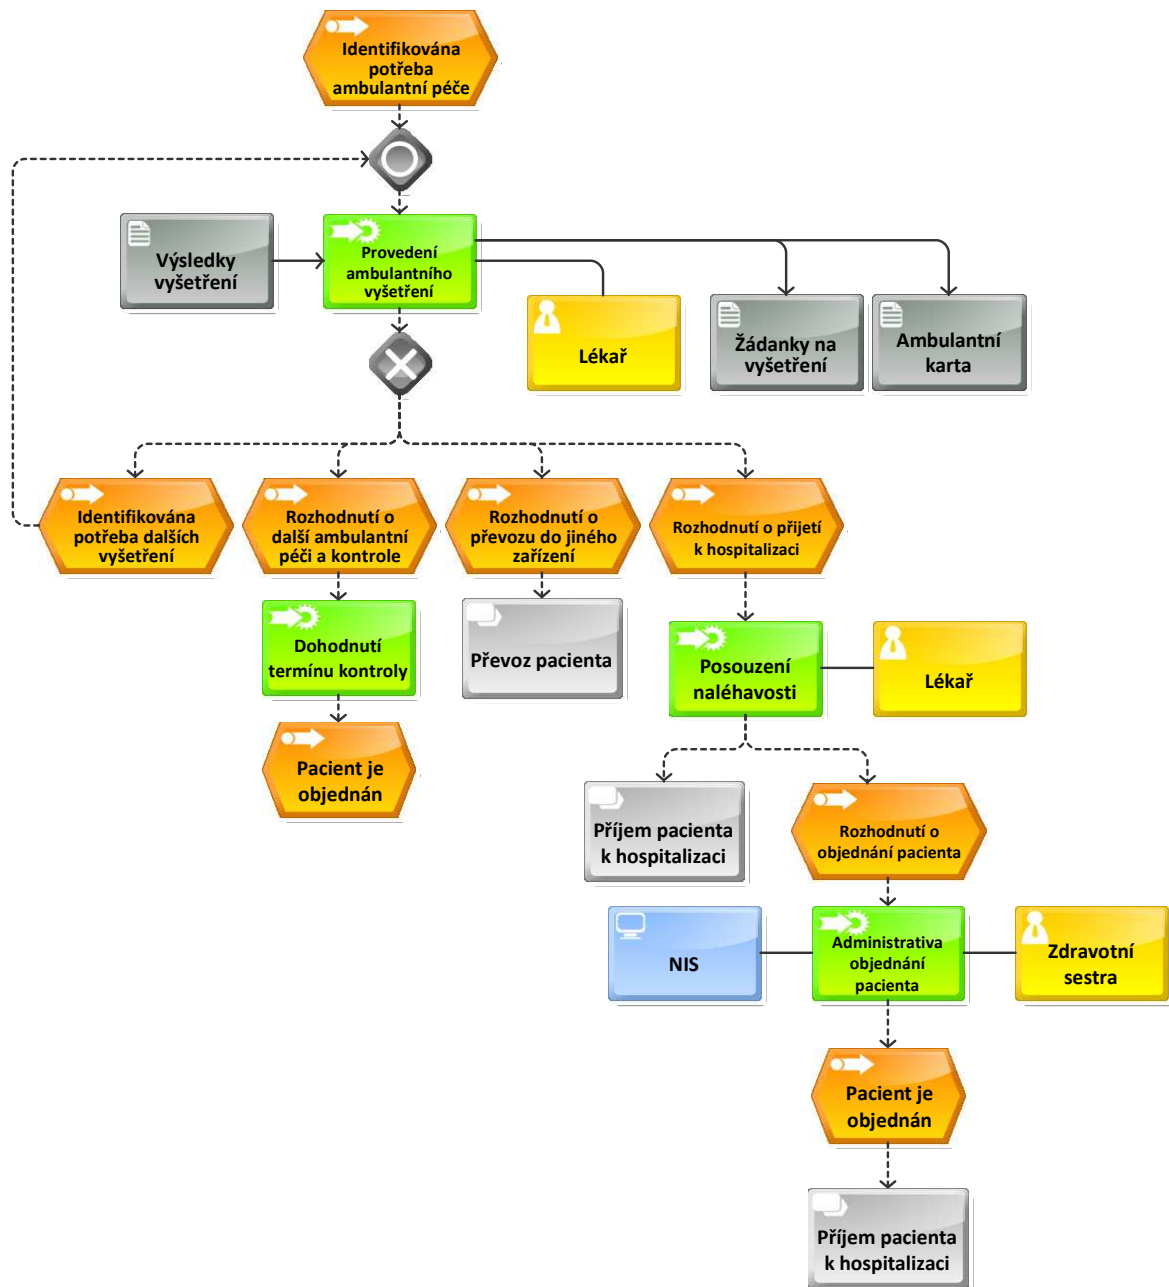 Identifikována
potřeba
ambulantní péče
Výsledky
vyšetření
Provedení
ambulantního
vyšetření
Lékař
Žádanky na
vyšetření
Ambulantní
karta
Identifikována
potřeba dalších
vyšetření
Rozhodnutí o
další ambulantní
péči a kontrole
Rozhodnutí o
převozu do jiného
zařízení
Rozhodnutí o přijetí
k hospitalizaci
Dohodnutí
termínu kontroly
Převoz pacienta
Posouzení
naléhavosti
Lékař
Pacient je
objednán
Příjem pacienta
k hospitalizaci
Rozhodnutí o
objednání pacienta
NIS
Administrativa
objednání
pacienta
Zdravotní
sestra
Pacient je
objednán
Příjem pacienta
k hospitalizaci